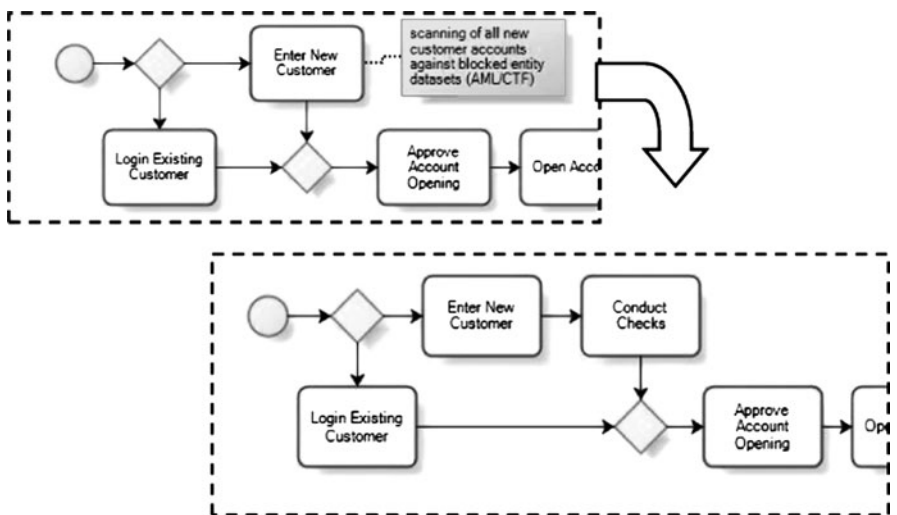 scanning of all new
customer accounts
against blocked entity
datasets (AML/CTF)
Enter New
Customer
Login Existing
Customer
Approve
Account
Opening
Open Acco
Enter New
Customer
Conduct
Checks
Login Existing
Customer
Approve
Account
Opening
Ope